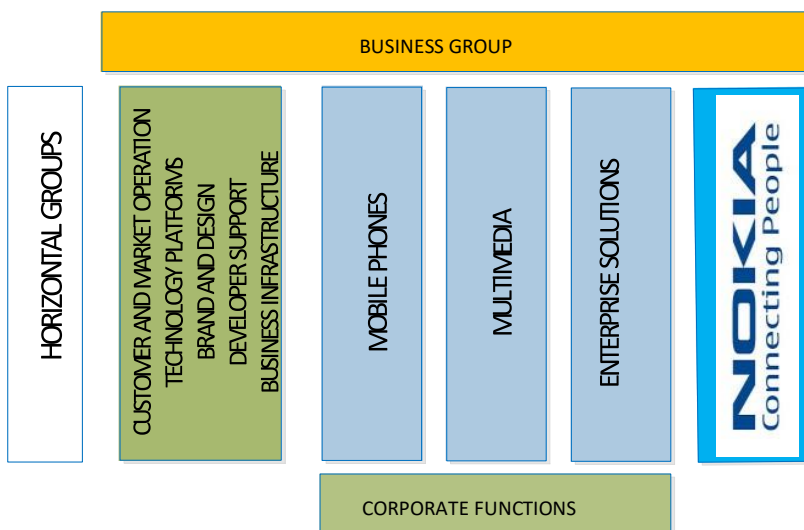 BUSINESS GROUP
HORIZONTAL GROUPS
CUSTOMER AND MARKET OPERATION
TECHNOLOGY PLATFORMS
BRAND AND DESIGN
DEVELOPER SUPPORT
BUSINESS INFRASTRUCTURE
MOBILE PHONES
MULTIMEDIA
ENTERPRISE SOLUTIONS
NOKIA
Connecting People
CORPORATE FUNCTIONS